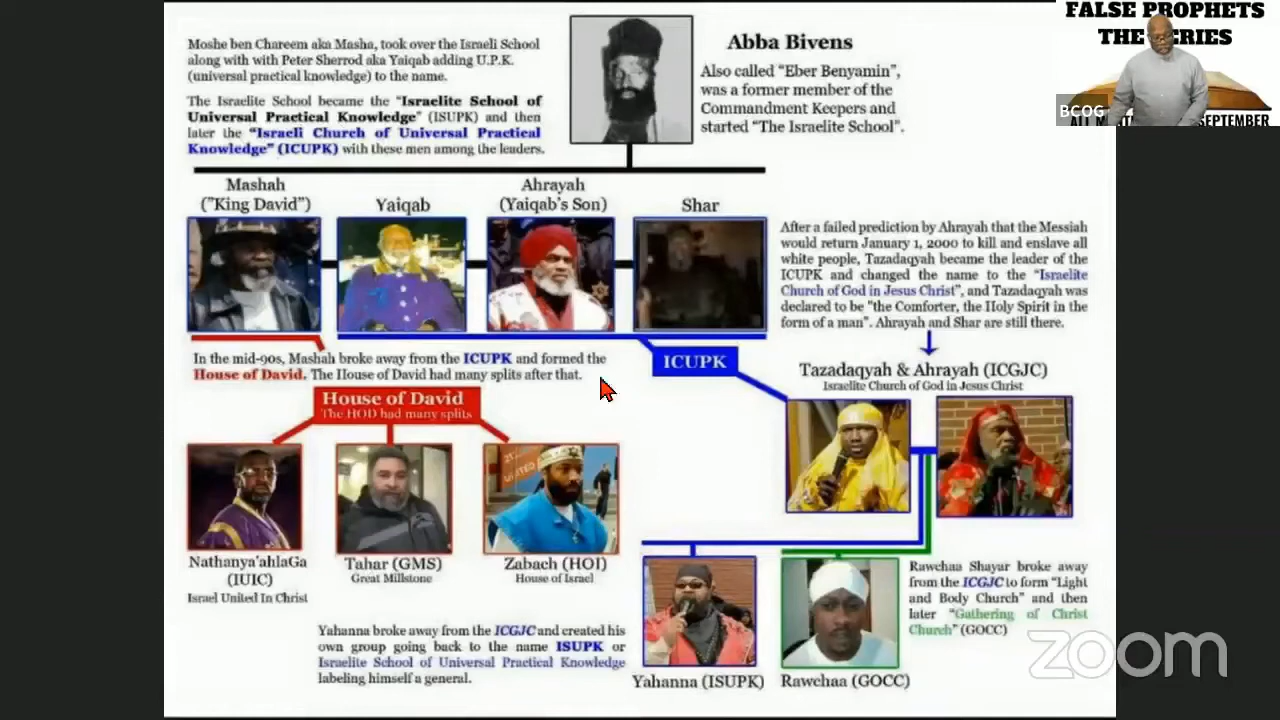 Moshe ben Chareem aka Masha, took over the Israeli School
along with with Peter Sherrod aka Yaiqab adding U.P.K.
(universal practical knowledge) to the name.
The Israelite School became the "Israelite School of
Universal Practical Knowledge" (ISUPK) and then
later the "Israeli Church of Universal Practical
Knowledge" (ICUPK) with these men among the leaders.
Abba Bivens
Also called "Eber Benyamin",
was a former member of the
Commandment Keepers and
started "The Israelite School".
FALSE PROPHETS
THE SERIES
BCOG
SEPTEMBER
Mashah
("King David")
Yaiqab
Ahrayah
(Yaiqab's Son)
Shar
After a failed prediction by Ahrayah that the Messiah
would return January 1, 2000 to kill and enslave all
white people, Tazadaqyah became the leader of the
ICUPK and changed the name to the "Israelite
Church of God in Jesus Christ", and Tazadaqyah was
declared to be "the Comforter, the Holy Spirit in the
form of a man". Ahrayah and Shar are still there.
In the mid-90s, Mashah broke away from the ICUPK and formed the
House of David. The House of David had many splits after that.
ICUPK
Tazadaqyah & Ahrayah (ICGJC)
Israelite Church of God in Jesus Christ
House of David
The HOD had many splits
Nathanya'ahlaGa
(IUIC)
Israel United In Christ
Tahar (GMS)
Great Millstone
Zabach (HOI)
House of Israel
Yahanna broke away from the ICGJC and created his
own group going back to the name ISUPK or
Israelite School of Universal Practical Knowledge
labeling himself a general.
Yahanna (ISUPK)
Rawchaa (GOCC)
Rawchaa Shayar broke away
from the ICGJC to form "Light
and Body Church" and then
later "Gathering of Christ
Church" (GOCC)
zoom